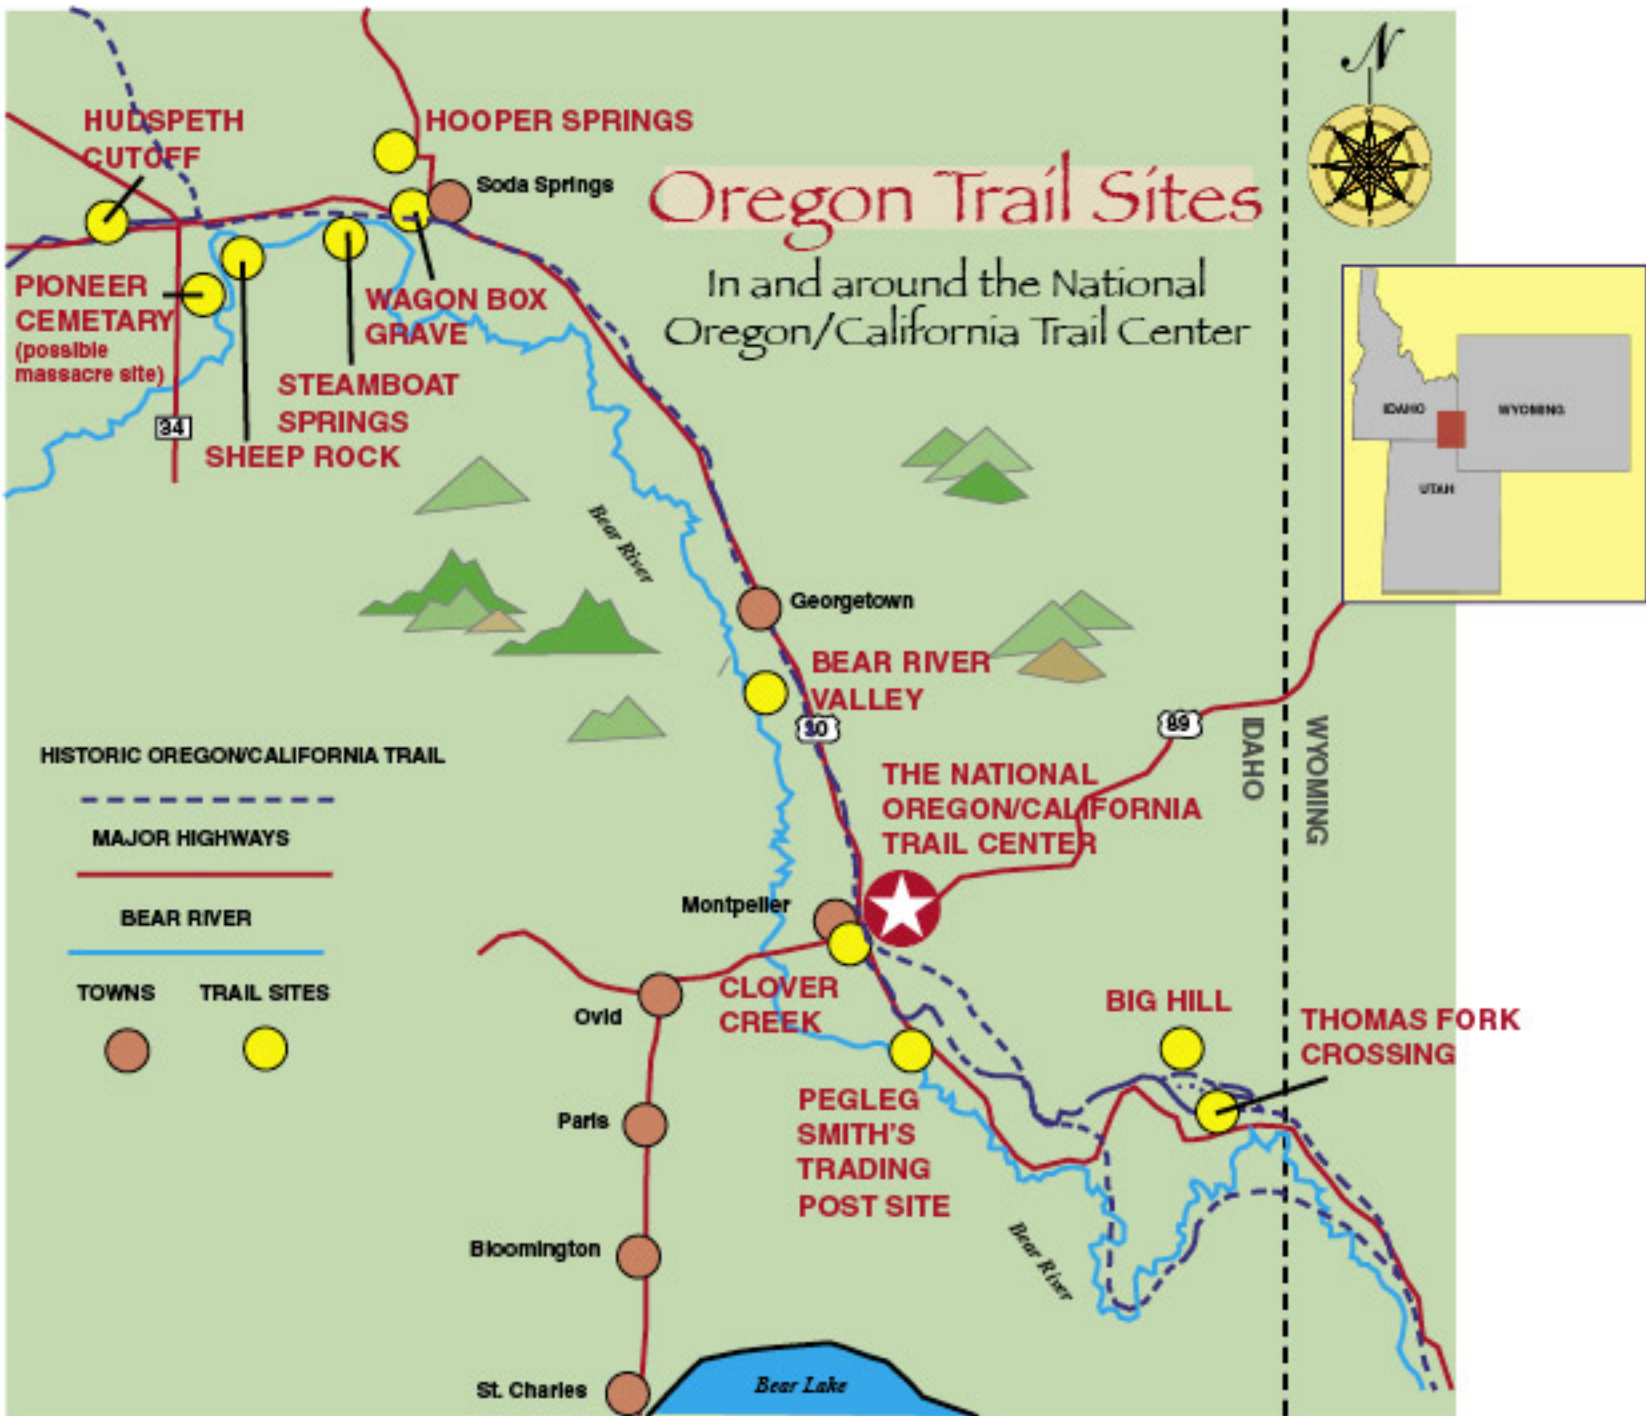 N
HUDSPETH
CUTOFF
HOOPER SPRINGS
Soda Springs
Oregon Trail Sites
In and around the National
Oregon/California Trail Center
PIONEER
CEMETARY
(possible
massacre site)
WAGON BOX
GRAVE
STEAMBOAT
SPRINGS
SHEEP ROCK
34
IDAHO
WYOMING
UTAH
Bear River
Georgetown
BEAR RIVER
VALLEY
30
89
IDAHO
WYOMING
HISTORIC OREGON/CALIFORNIA TRAIL
MAJOR HIGHWAYS
BEAR RIVER
TOWNS
TRAIL SITES
THE NATIONAL
OREGON/CALIFORNIA
TRAIL CENTER
Montpelier
CLOVER
CREEK
Ovid
BIG HILL
THOMAS FORK
CROSSING
PEGLEG
SMITH'S
TRADING
POST SITE
Paris
Bloomington
Bear River
St. Charles
Bear Lake